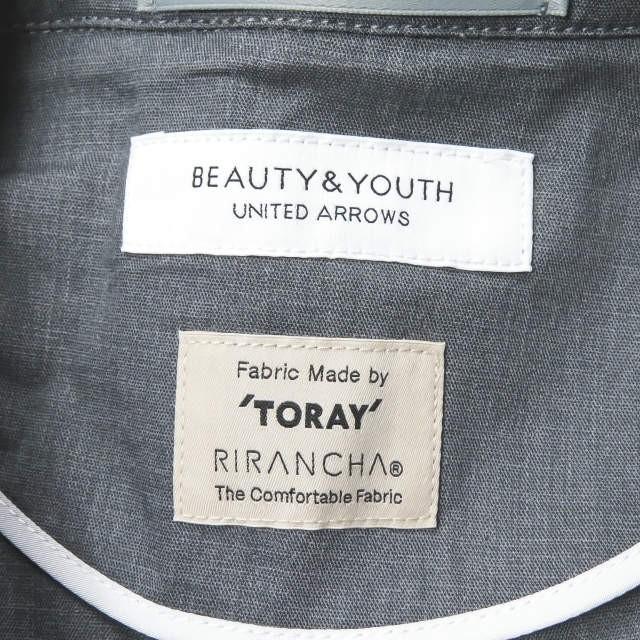 BEAUTY&YOUTH
UNITED ARROWS
Fabric Made by
'TORAY'
RIRANCHA®
The Comfortable Fabric